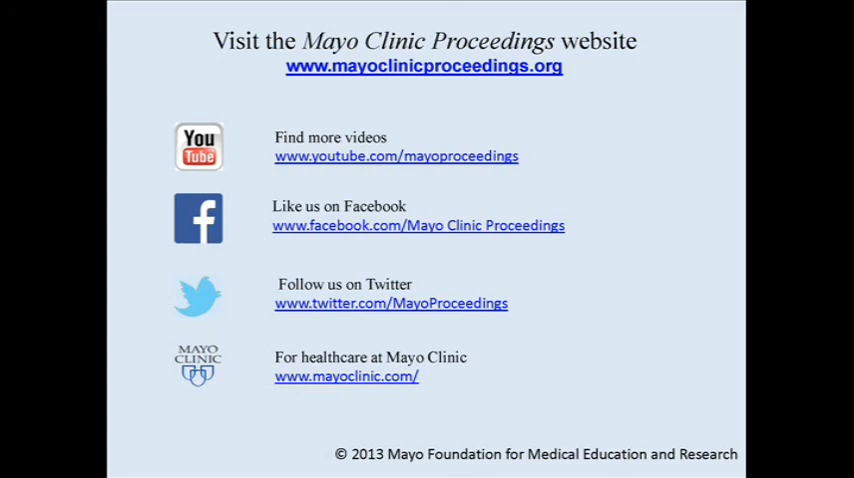 Visit the Mayo Clinic Proceedings website
www.mayoclinicproceedings.org
You
Tube
Find more videos
www.youtube.com/mayoproceedings
Like us on Facebook
www.facebook.com/Mayo Clinic Proceedings
Follow us on Twitter
www.twitter.com/MayoProceedings
MAYO
CLINIC
For healthcare at Mayo Clinic
www.mayoclinic.com/
© 2013 Mayo Foundation for Medical Education and Research